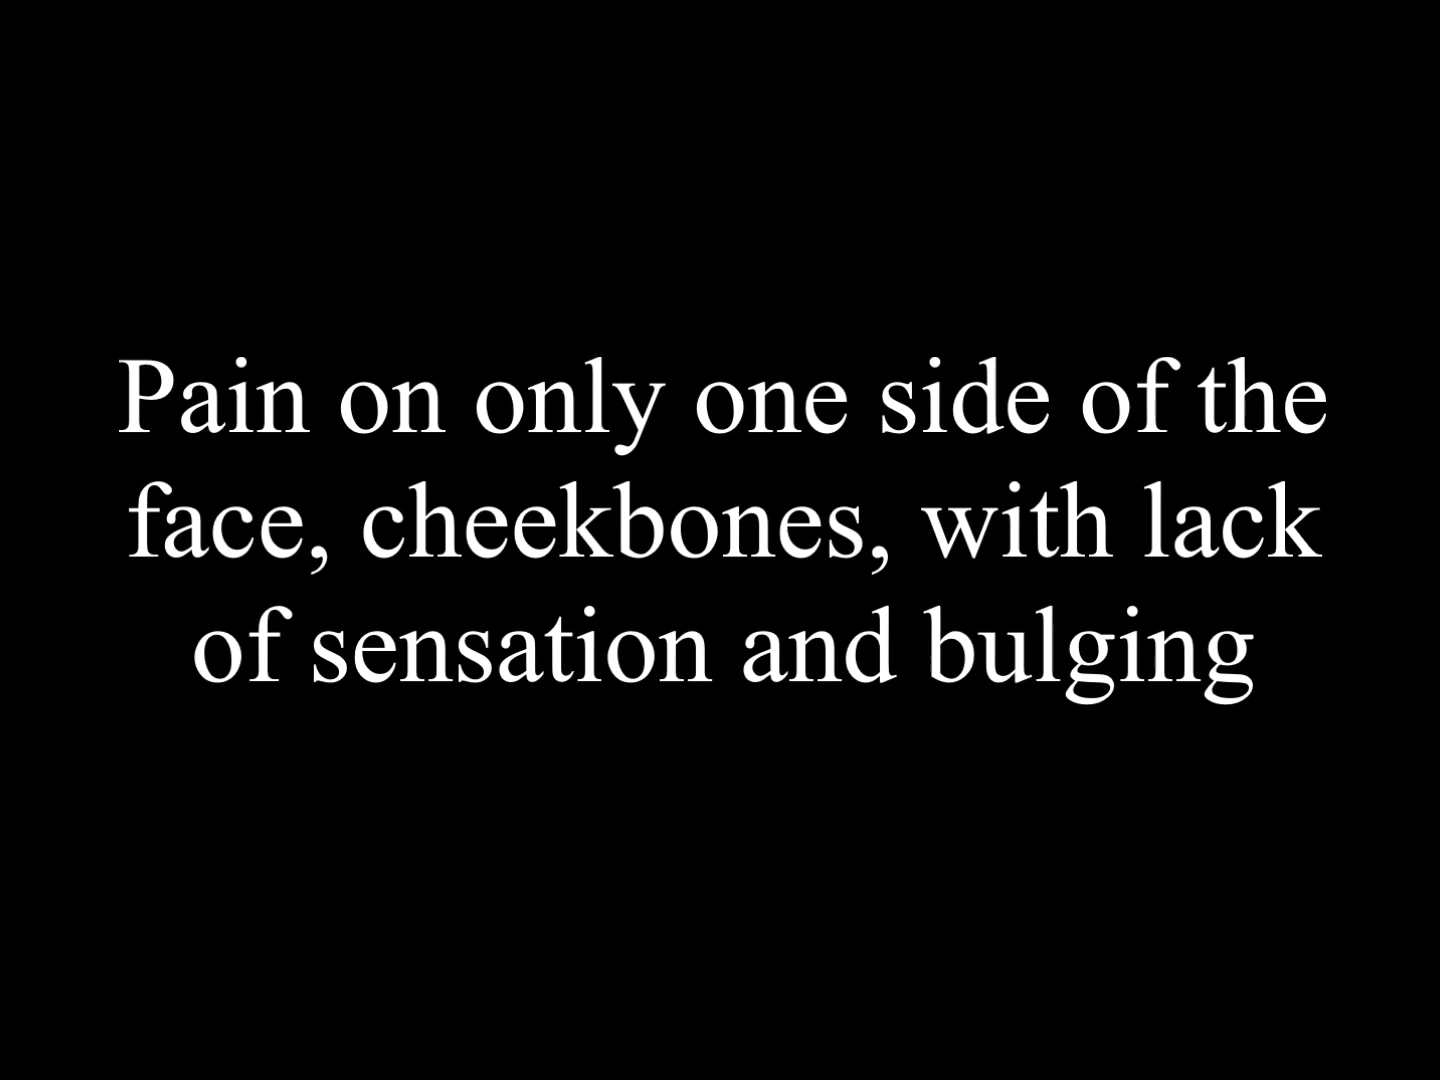 Pain on only one side of the
face, cheekbones, with lack
of sensation and bulging